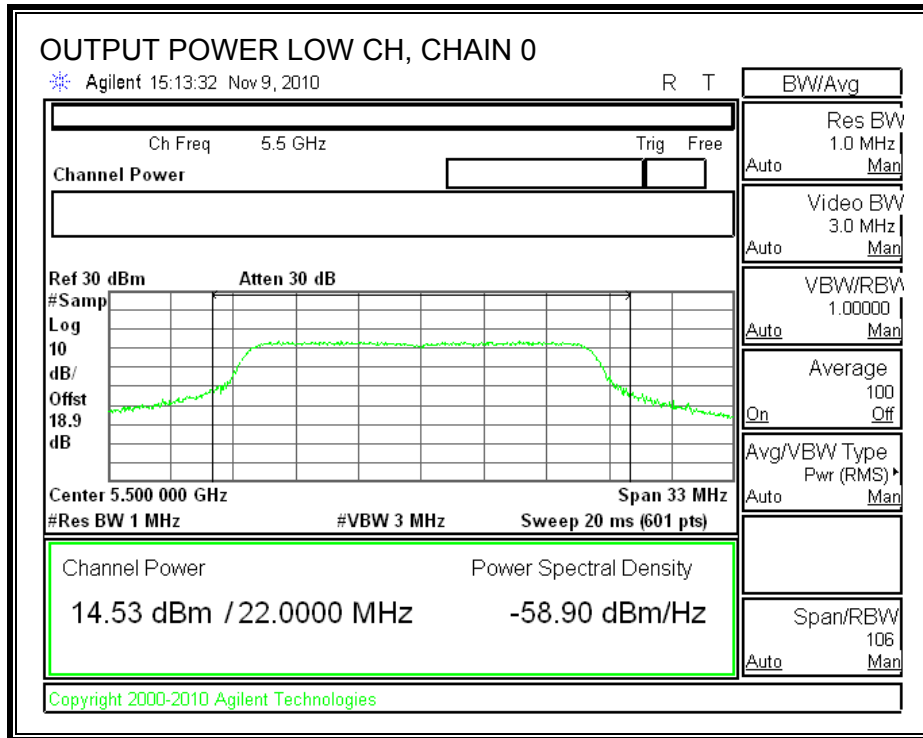 OUTPUT POWER LOW CH, CHAIN 0
Agilent 15:13:32 Nov 9, 2010 R T
BW/Avg
Ch Freq 5.5 GHz Trig Free
Channel Power
Res BW
1.0 MHz
Auto Man
Video BW
3.0 MHz
Auto Man
Ref 30 dBm Atten 30 dB
#Samp
Log
10
dB/
Offst
18.9
dB
VBW/RBW
1.00000
Auto Man
Average
100
On Off
Avg/VBW Type
Pwr (RMS)
Auto Man
Center 5.500 000 GHz Span 33 MHz
#Res BW 1 MHz #VBW 3 MHz Sweep 20 ms (601 pts)
Channel Power Power Spectral Density
14.53 dBm / 22.0000 MHz -58.90 dBm/Hz
Span/RBW
106
Auto Man
Copyright 2000-2010 Agilent Technologies